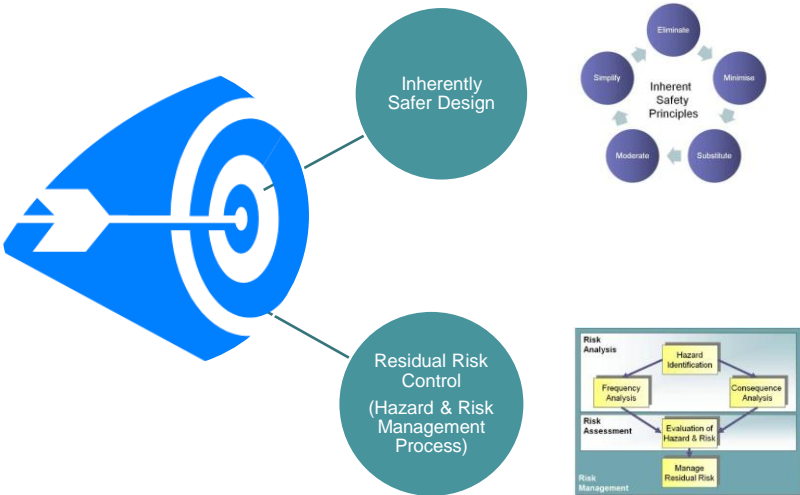 Inherently
Safer Design
Eliminate
Minimise
Substitute
Moderate
Simplify
Inherent
Safety
Principles
Residual Risk
Control
(Hazard & Risk
Management
Process)
Risk
Analysis
Hazard
Identification
Frequency
Analysis
Consequence
Analysis
Risk
Assessment
Evaluation of
Hazard & Risk
Manage
Residual Risk
Risk
Management